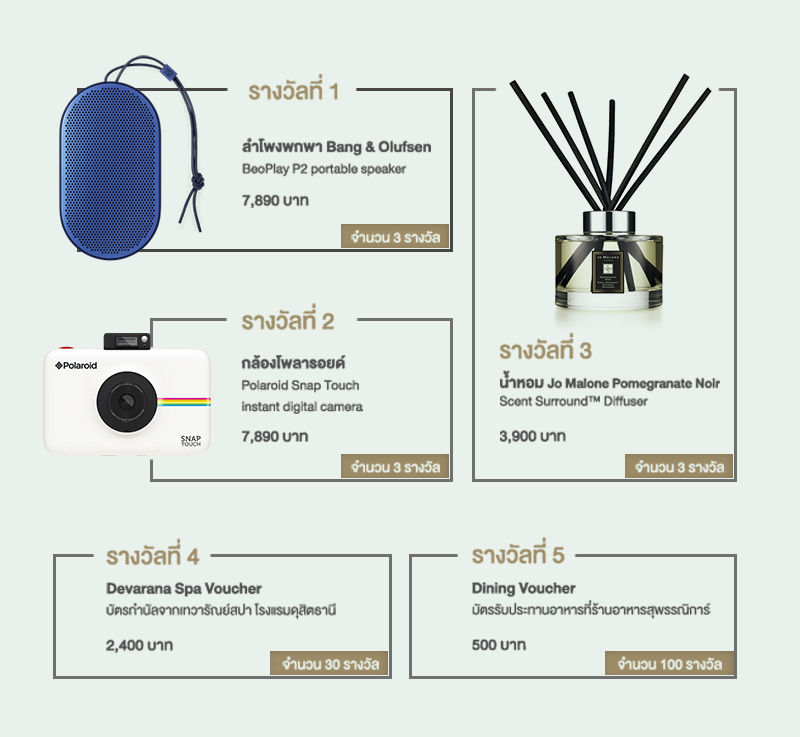 รางวัลที่ 1
ลำโพงพกพา Bang & Olufsen
BeoPlay P2 portable speaker
7,890 บาท
จำนวน 3 รางวัล
รางวัลที่ 2
Polaroid
SNAP
TOUCH
กล้องโพลารอยด์
Polaroid Snap Touch
instant digital camera
7,890 บาท
จำนวน 3 รางวัล
JO MALONE
รางวัลที่ 3
น้ำหอม Jo Malone Pomegranate Noir
Scent Surround™ Diffuser
3,900 บาท
จำนวน 3 รางวัล
รางวัลที่ 4
Devarana Spa Voucher
บัตรกำนัลจากเทวารัณย์สปา โรงแรมดุสิตธานี
2,400 บาท
จำนวน 30 รางวัล
รางวัลที่ 5
Dining Voucher
บัตรรับประทานอาหารที่ร้านอาหารสุพรรณิการ์
500 บาท
จำนวน 100 รางวัล